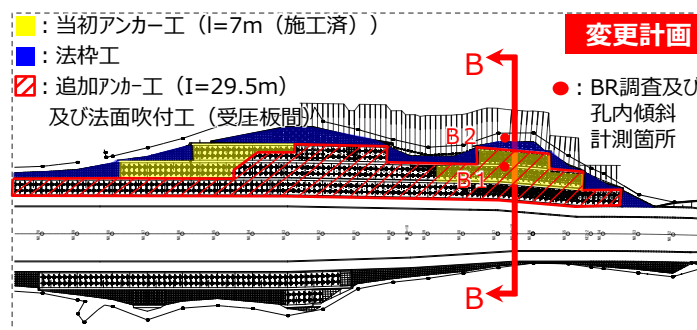 : 当初アンカー工（l=7m（施工済））
変更計画
B
: 法枠工
: 追加アンカー工（I=29.5m）
及び法面吹付工（受圧板間）
: BR調査及び
孔内傾斜
計測箇所
B-2
B-1
B